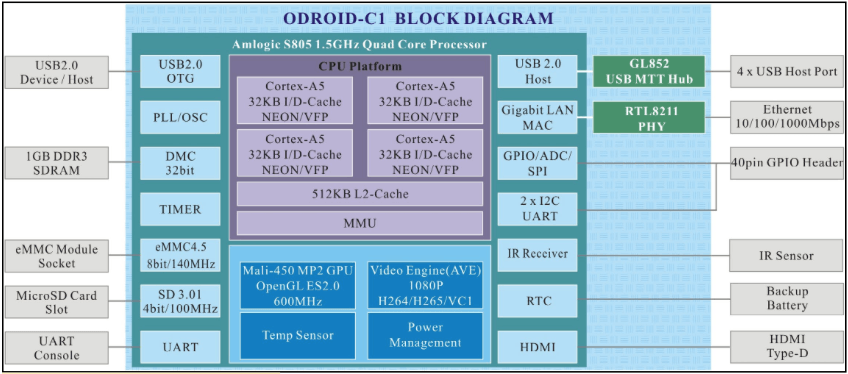 ODROID-C1 BLOCK DIAGRAM
Amlogic S805 1.5GHz Quad Core Processor
USB2.0
Device / Host
1GB DDR3
SDRAM
eMMC Module
Socket
MicroSD Card
Slot
UART
Console
USB2.0
OTG
PLL/OSC
DMC
32bit
TIMER
eMMC4.5
8bit/140MHz
SD 3.01
4bit/100MHz
UART
CPU Platform
Cortex-A5
32KB I/D-Cache
NEON/VFP
Cortex-A5
32KB I/D-Cache
NEON/VFP
Cortex-A5
32KB I/D-Cache
NEON/VFP
Cortex-A5
32KB I/D-Cache
NEON/VFP
512KB L2-Cache
MMU
Mali-450 MP2 GPU
OpenGL ES2.0
600MHz
Video Engine(AVE)
1080P
H264/H265/VC1
Temp Sensor
Power
Management
USB 2.0
Host
Gigabit LAN
MAC
GPIO/ADC/
SPI
2 x I2C
UART
IR Receiver
RTC
HDMI
GL852
USB MTT Hub
RTL8211
PHY
4 x USB Host Port
Ethernet
10/100/1000Mbps
40pin GPIO Header
IR Sensor
Backup
Battery
HDMI
Type-D